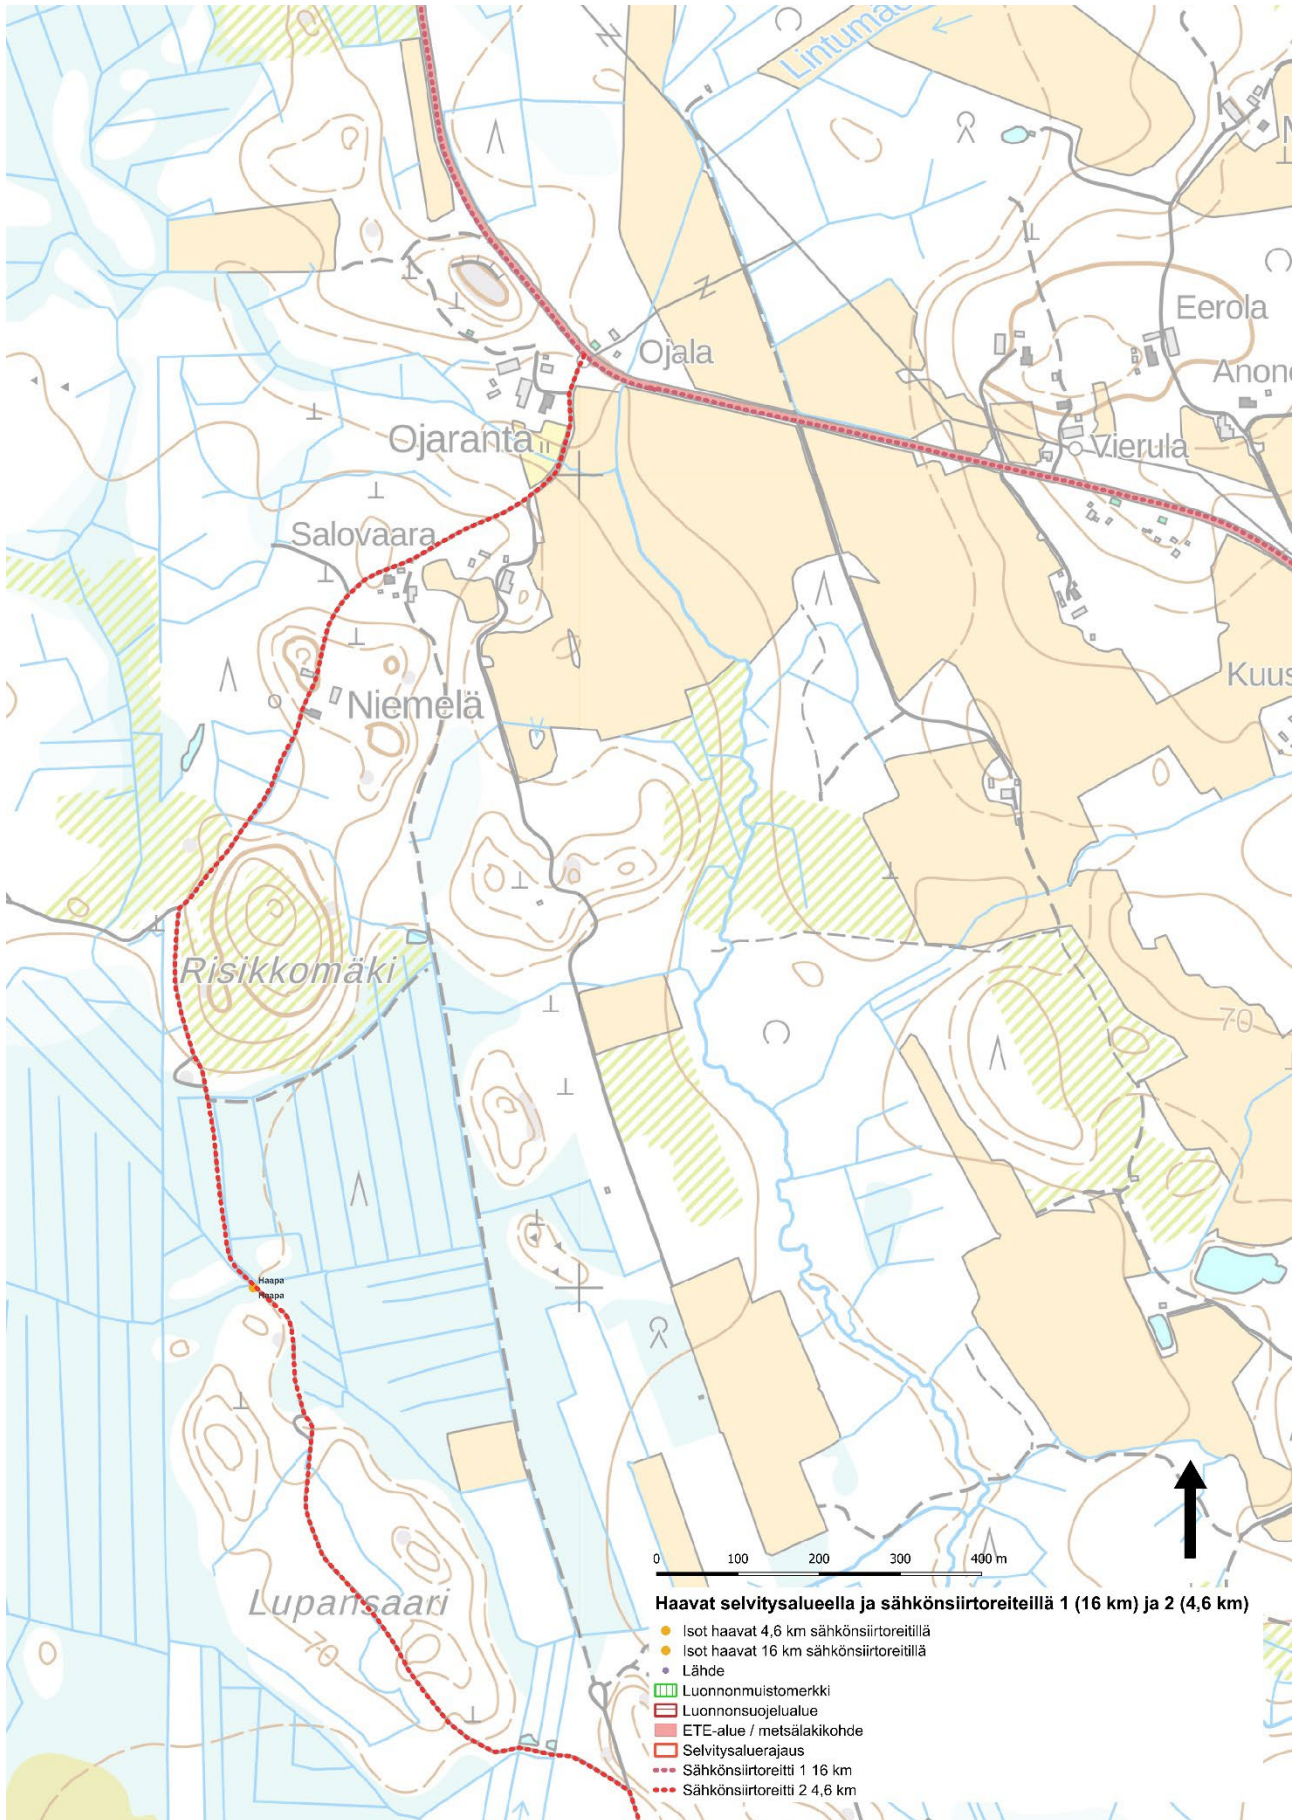 Lintuma
Eerola
Ojala
Anon
Ojaranta
Vierula
Salovaara
Kuus
Niemelä
Risikkomäki
70
Haapa
Haapa
Lupansaari
70
0 100 200 300 400 m
Haavat selvitysalueella ja sähkönsiirtoreiteillä 1 (16 km) ja 2 (4,6 km)
Isot haavat 4,6 km sähkönsiirtoreitillä
Isot haavat 16 km sähkönsiirtoreitillä
Lähde
Luonnonmuistomerkki
Luonnonsuojelualue
ETE-alue / metsälakikohde
Selvitysaluerajaus
Sähkönsiirtoreitti 1 16 km
Sähkönsiirtoreitti 2 4,6 km